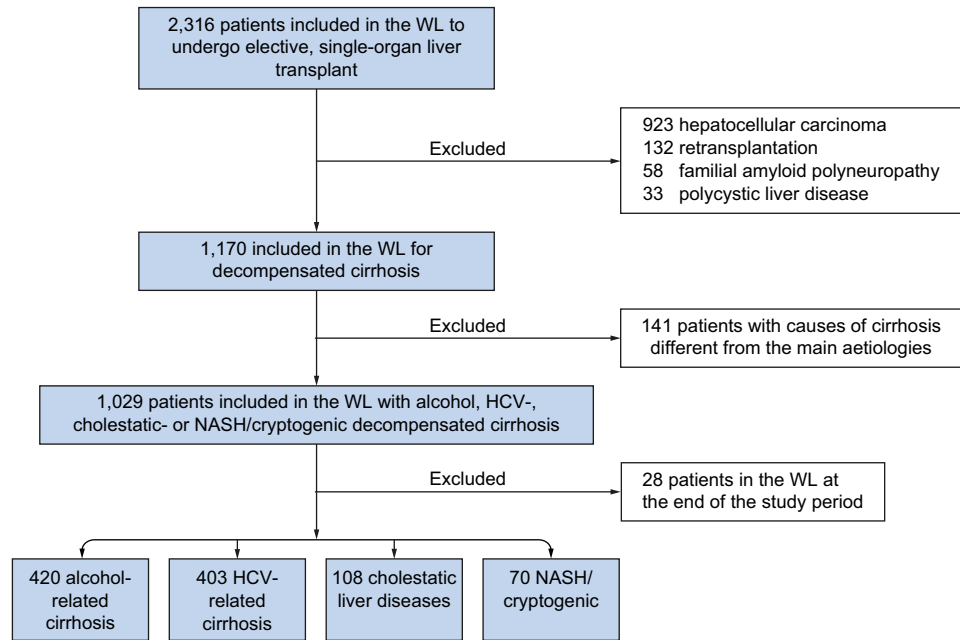 2,316 patients included in the WL to
undergo elective, single-organ liver
transplant
Excluded
923 hepatocellular carcinoma
132 retransplantation
58 familial amyloid polyneuropathy
33 polycystic liver disease
1,170 included in the WL for
decompensated cirrhosis
Excluded
141 patients with causes of cirrhosis
different from the main aetiologies
1,029 patients included in the WL with alcohol, HCV-,
cholestatic- or NASH/cryptogenic decompensated cirrhosis
Excluded
28 patients in the WL at
the end of the study period
420 alcohol-
related
cirrhosis
403 HCV-
related
cirrhosis
108 cholestatic
liver diseases
70 NASH/
cryptogenic